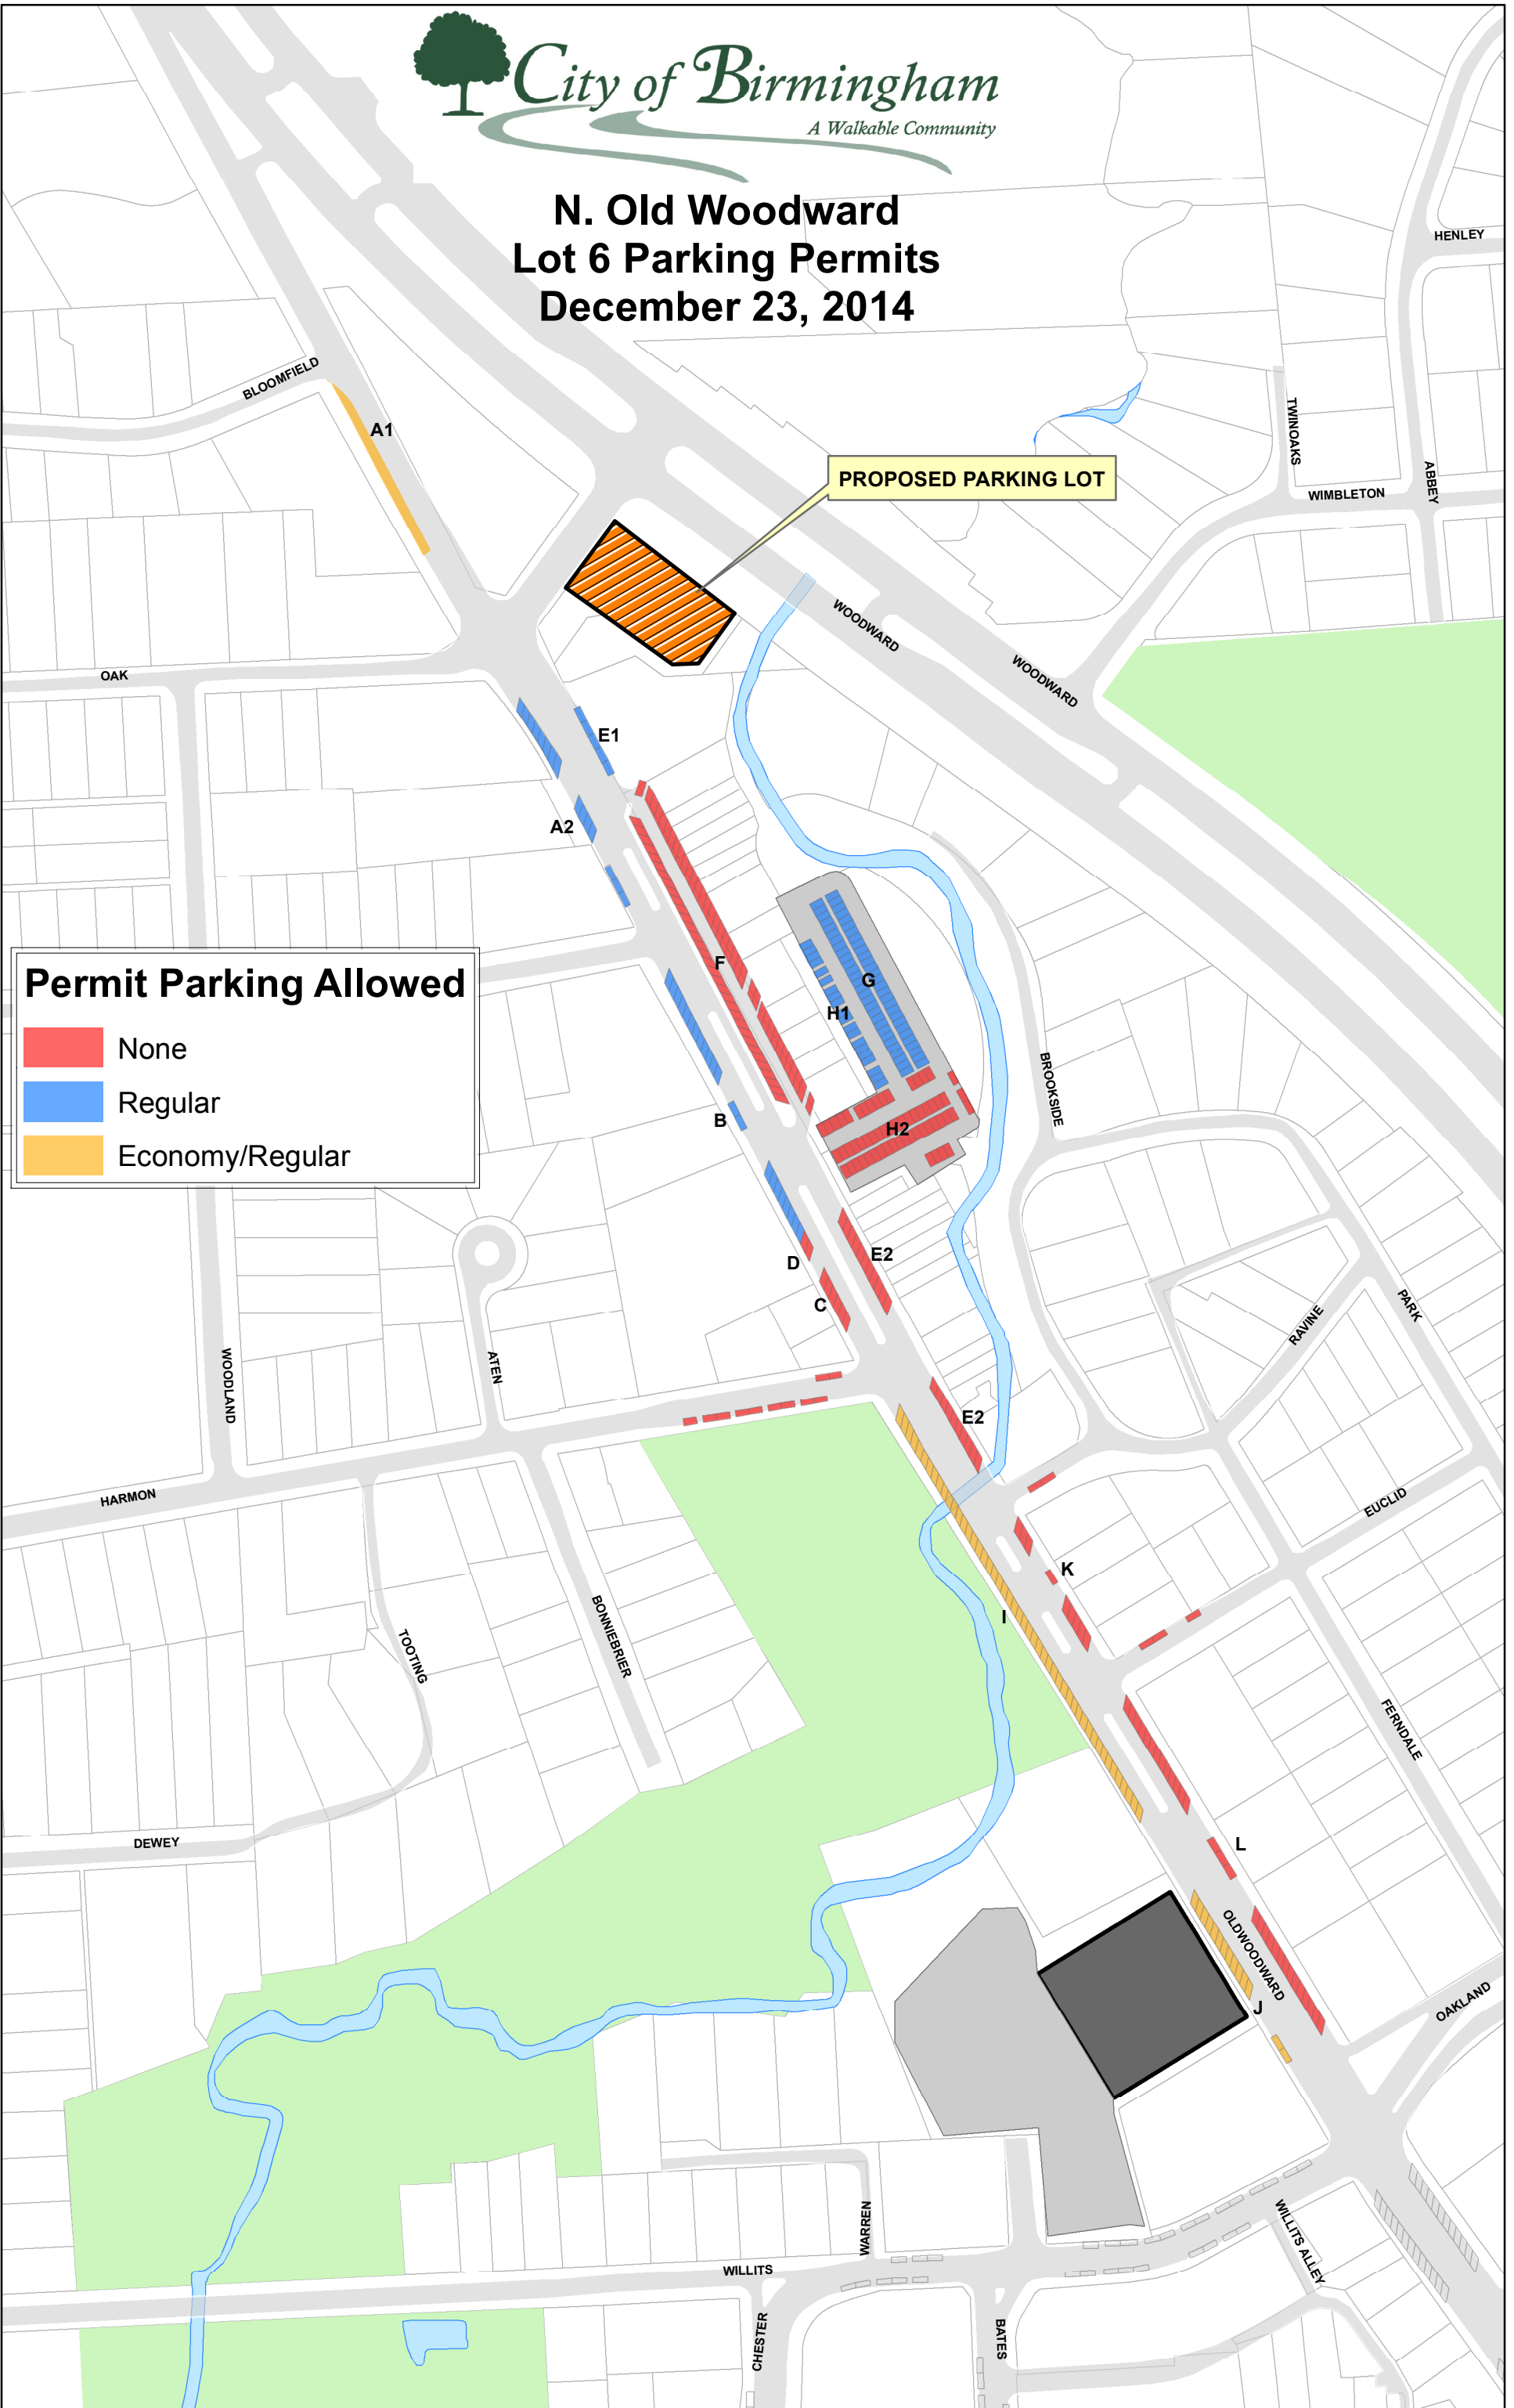 City of Birmingham
A Walkable Community
N. Old Woodward
Lot 6 Parking Permits
December 23, 2014
HENLEY
BLOOMFIELD
A1
TWINOAKS
ABBEY
PROPOSED PARKING LOT
WIMBLETON
WOODWARD
WOODWARD
OAK
E1
A2
F
G
H1
Permit Parking Allowed
None
Regular
Economy/Regular
BROOKSIDE
B
H2
D
E2
C
PARK
RAVINE
WOODLAND
ATEN
E2
HARMON
EUCLID
K
I
TOOTING
BONNIEBRIER
FERNDALE
DEWEY
L
OLDWOODWARD
J
OAKLAND
WARREN
WILLITS ALLEY
WILLITS
CHESTER
BATES